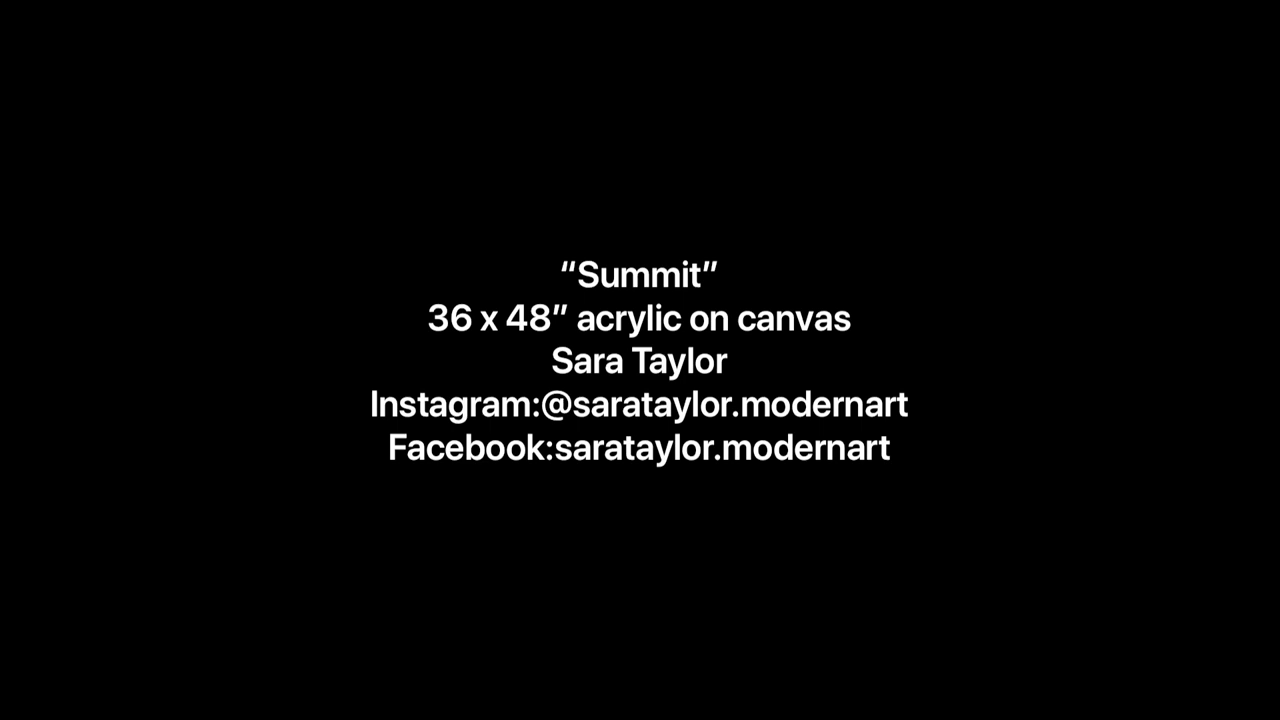 “Summit”
36 x 48” acrylic on canvas
Sara Taylor
Instagram:@sarataylor.modernart
Facebook:sarataylor.modernart